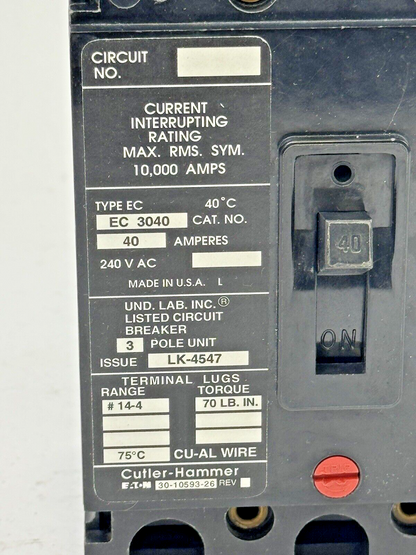 CIRCUIT
NO.
CURRENT
INTERRUPTING
RATING
MAX. RMS. SYM.
10,000 AMPS
TYPE EC 40°C
EC 3040 CAT. NO.
40 AMPERES
240 V AC
MADE IN U.S.A. L
UND. LAB. INC.®
LISTED CIRCUIT
BREAKER
3 POLE UNIT
ISSUE LK-4547
TERMINAL LUGS
RANGE TORQUE
# 14-4 70 LB. IN.
75°C CU-AL WIRE
Cutler-Hammer
E·T·N 30-10593-26 REV
40
ON